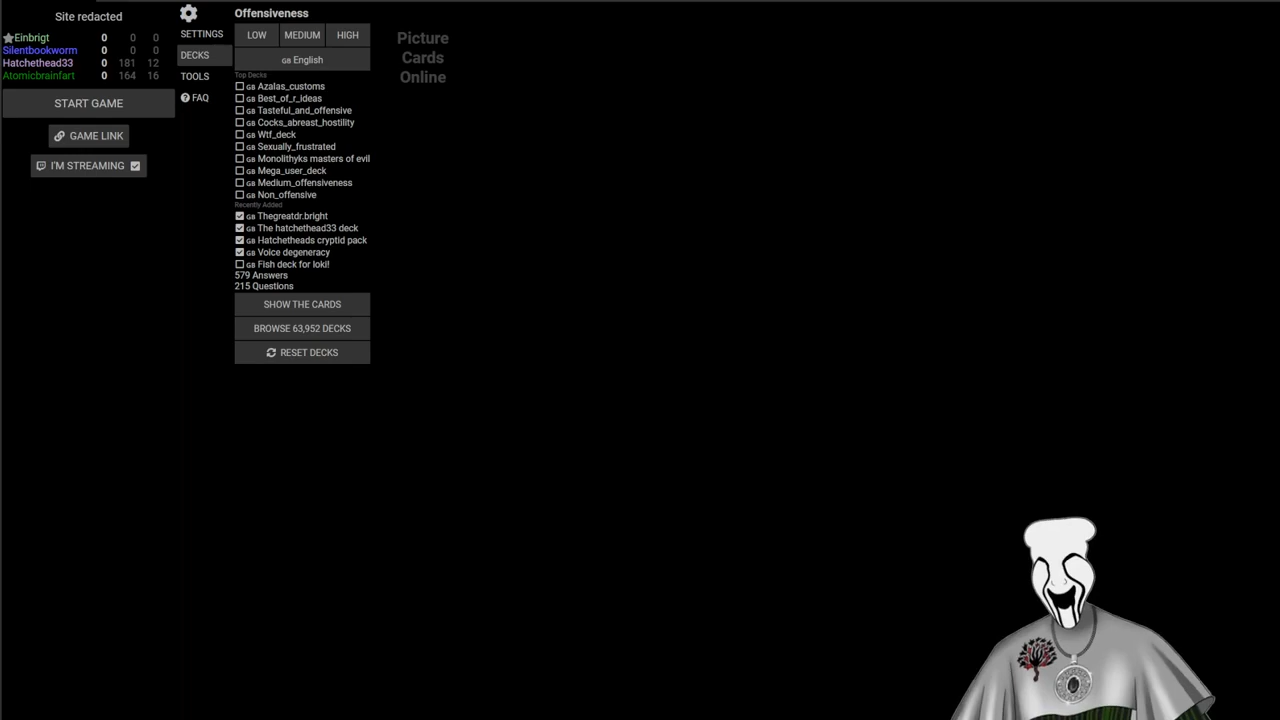 Site redacted
Einbrigt 0 0 0
Silentbookworm 0 0 0
Hatchethead33 0 181 12
Atomicbrainfart 0 164 16
START GAME
GAME LINK
I'M STREAMING
SETTINGS
DECKS
TOOLS
FAQ
Offensiveness
LOW MEDIUM HIGH
GB English
Top Decks
GB Azalas_customs
GB Best_of_r_ideas
GB Tasteful_and_offensive
GB Cocks_abreast_hostility
GB Wtf_deck
GB Sexually_frustrated
GB Monolithyks masters of evil
GB Mega_user_deck
GB Medium_offensiveness
GB Non_offensive
Recently Added
GB Thegreatdr.bright
GB The hatchethead33 deck
GB Hatchetheads cryptid pack
GB Voice degeneracy
GB Fish deck for loki!
579 Answers
215 Questions
SHOW THE CARDS
BROWSE 63,952 DECKS
RESET DECKS
Picture
Cards
Online